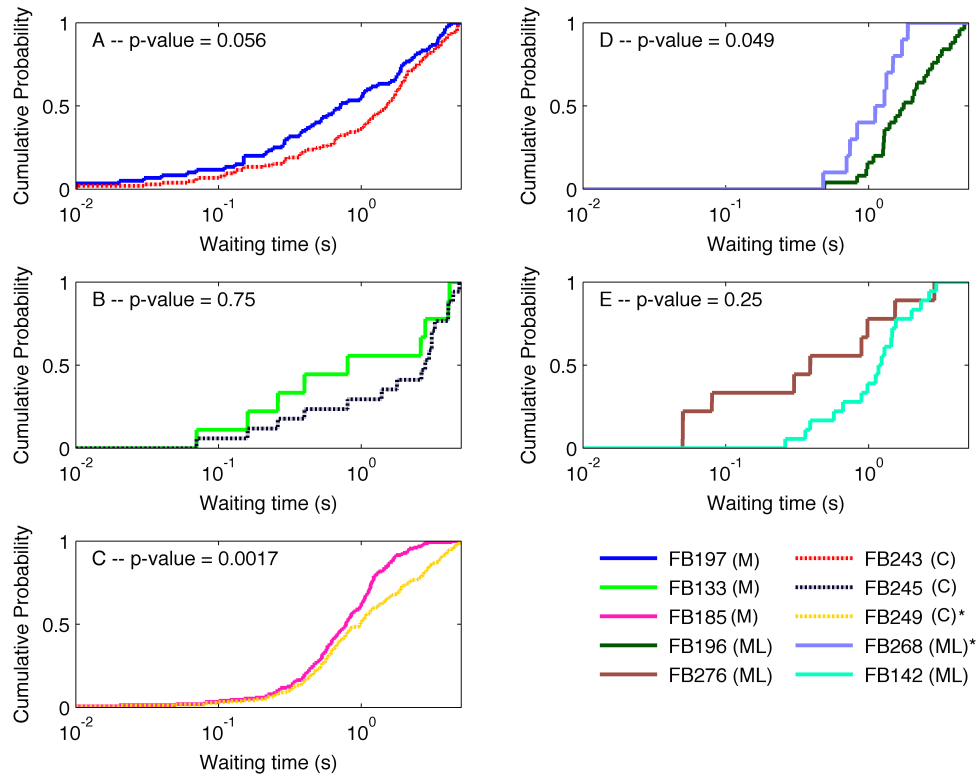 A -- p-value = 0.056
Cumulative Probability
1
0.5
0
10^-2
10^-1
10^0
Waiting time (s)
D -- p-value = 0.049
Cumulative Probability
1
0.5
0
10^-2
10^-1
10^0
Waiting time (s)
B -- p-value = 0.75
Cumulative Probability
1
0.5
0
10^-2
10^-1
10^0
Waiting time (s)
E -- p-value = 0.25
Cumulative Probability
1
0.5
0
10^-2
10^-1
10^0
Waiting time (s)
C -- p-value = 0.0017
Cumulative Probability
1
0.5
0
10^-2
10^-1
10^0
Waiting time (s)
FB197 (M)
FB133 (M)
FB185 (M)
FB196 (ML)
FB276 (ML)
FB243 (C)
FB245 (C)
FB249 (C)*
FB268 (ML)*
FB142 (ML)